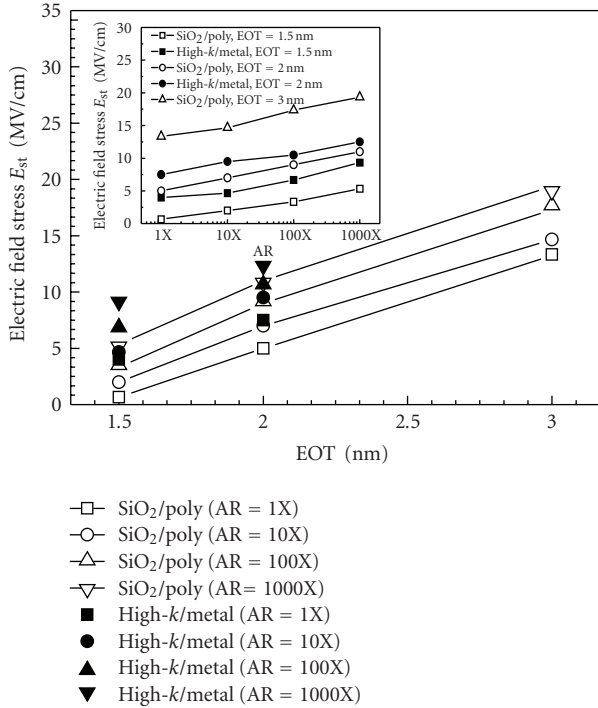 35
30
25
20
15
10
5
0
Electric field stress E_st (MV/cm)
1.5
2
2.5
3
EOT (nm)
30
25
20
15
10
5
0
Electric field stress E_st (MV/cm)
SiO₂/poly, EOT = 1.5 nm
High-k/metal, EOT = 1.5 nm
SiO₂/poly, EOT = 2 nm
High-k/metal, EOT = 2 nm
SiO₂/poly, EOT = 3 nm
1X
10X
100X
1000X
AR
SiO₂/poly (AR = 1X)
SiO₂/poly (AR = 10X)
SiO₂/poly (AR = 100X)
SiO₂/poly (AR= 1000X)
High-k/metal (AR = 1X)
High-k/metal (AR = 10X)
High-k/metal (AR = 100X)
High-k/metal (AR = 1000X)